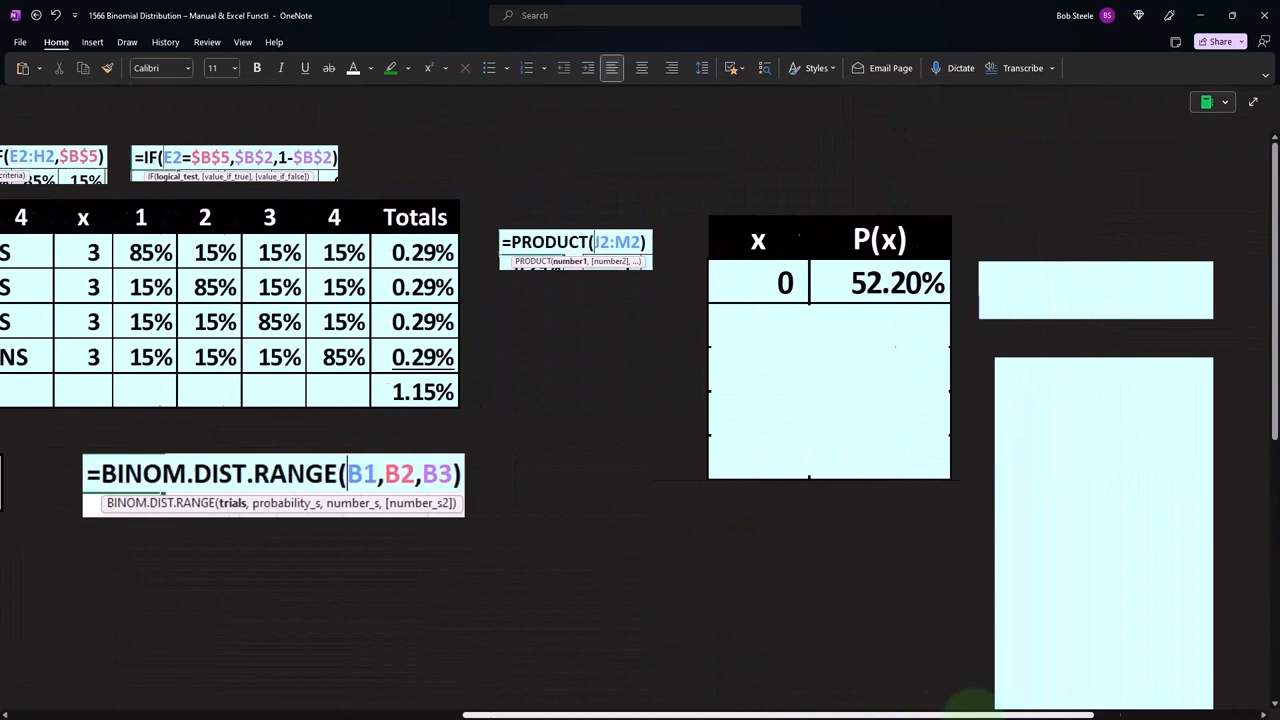 1566 Binomial Distribution – Manual & Excel Functi - OneNote
Search
Bob Steele
BS
File Home Insert Draw History Review View Help
Share
Calibri 11 B I U ab A Styles Email Page Dictate Transcribe
F(E2:H2,$B$5)
criteria)
85% 15%
=IF(E2=$B$5,$B$2,1-$B$2)
IF(logical_test, [value_if_true], [value_if_false])
4 x 1 2 3 4 Totals
S 3 85% 15% 15% 15% 0.29%
S 3 15% 85% 15% 15% 0.29%
S 3 15% 15% 85% 15% 0.29%
NS 3 15% 15% 15% 85% 0.29%
1.15%
=PRODUCT(J2:M2)
PRODUCT(number1, [number2], ...)
x P(x)
0 52.20%
=BINOM.DIST.RANGE(B1,B2,B3)
BINOM.DIST.RANGE(trials, probability_s, number_s, [number_s2])